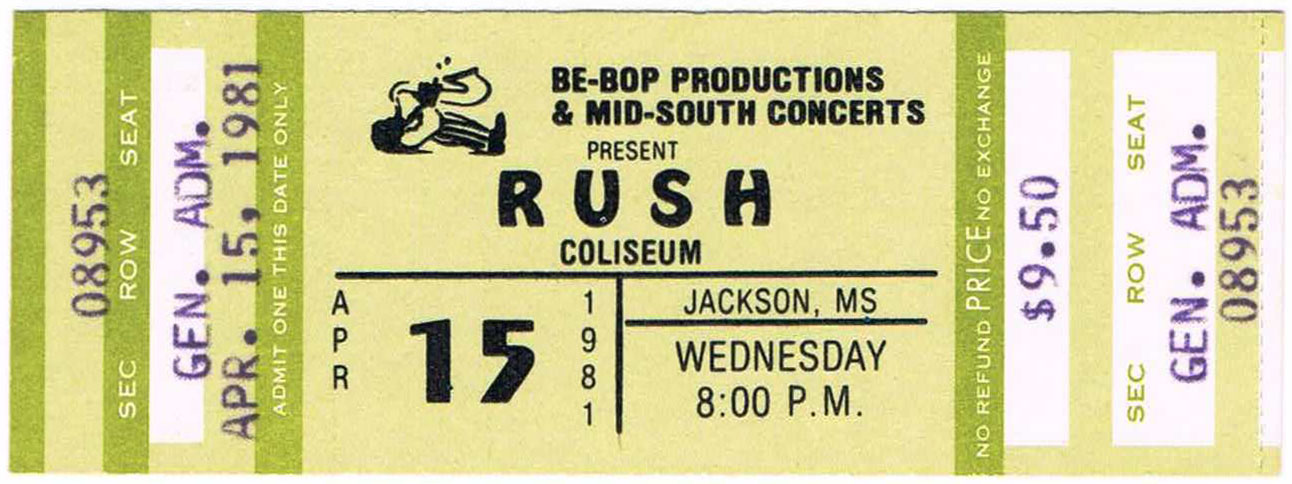 08953
SEC ROW SEAT
GEN. ADM.
APR. 15, 1981
ADMIT ONE THIS DATE ONLY
BE-BOP PRODUCTIONS
& MID-SOUTH CONCERTS
PRESENT
RUSH
COLISEUM
APR
15
1981
JACKSON, MS
WEDNESDAY
8:00 P.M.
NO REFUND PRICE NO EXCHANGE
$9.50
SEC ROW SEAT
GEN. ADM.
08953